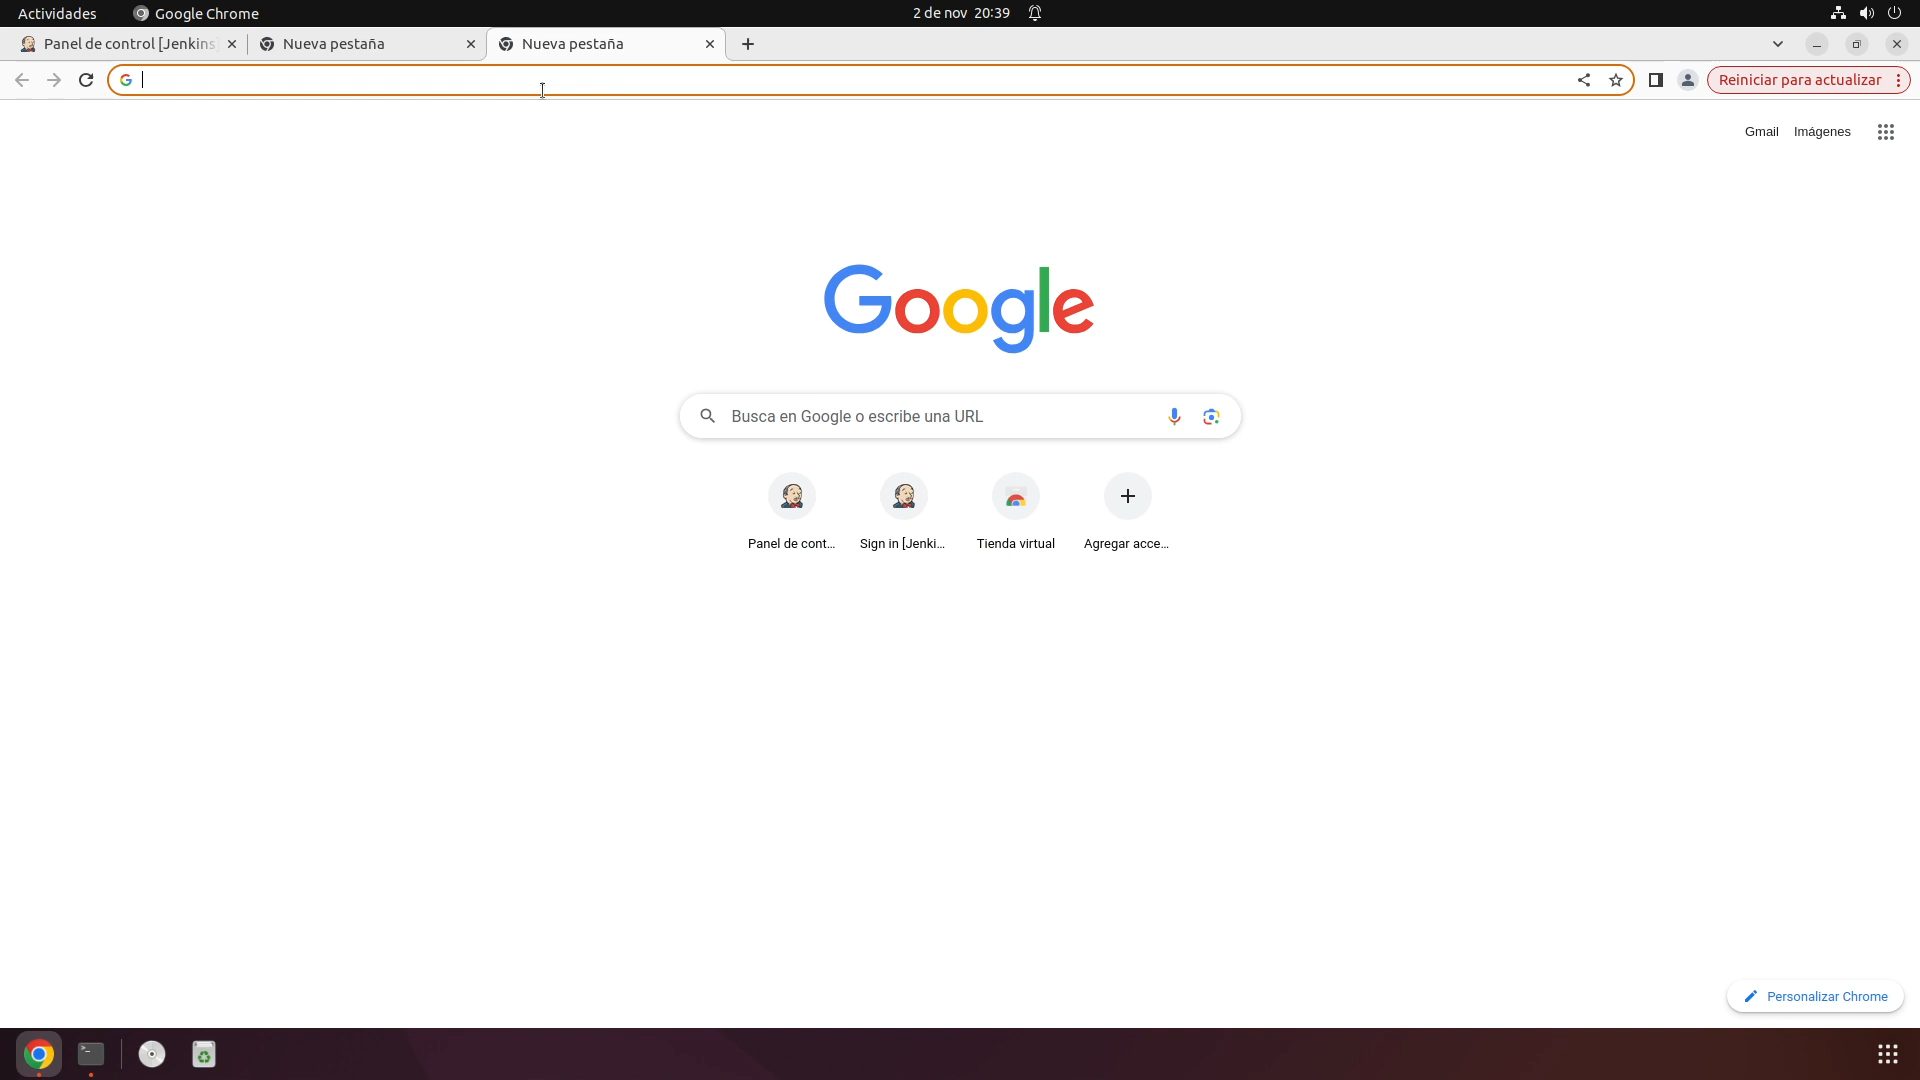 Actividades
Google Chrome
2 de nov 20:39
Panel de control [Jenkins]
Nueva pestaña
Nueva pestaña
Reiniciar para actualizar
Gmail
Imágenes
Google
Busca en Google o escribe una URL
Panel de cont...
Sign in [Jenki...
Tienda virtual
Agregar acce...
Personalizar Chrome